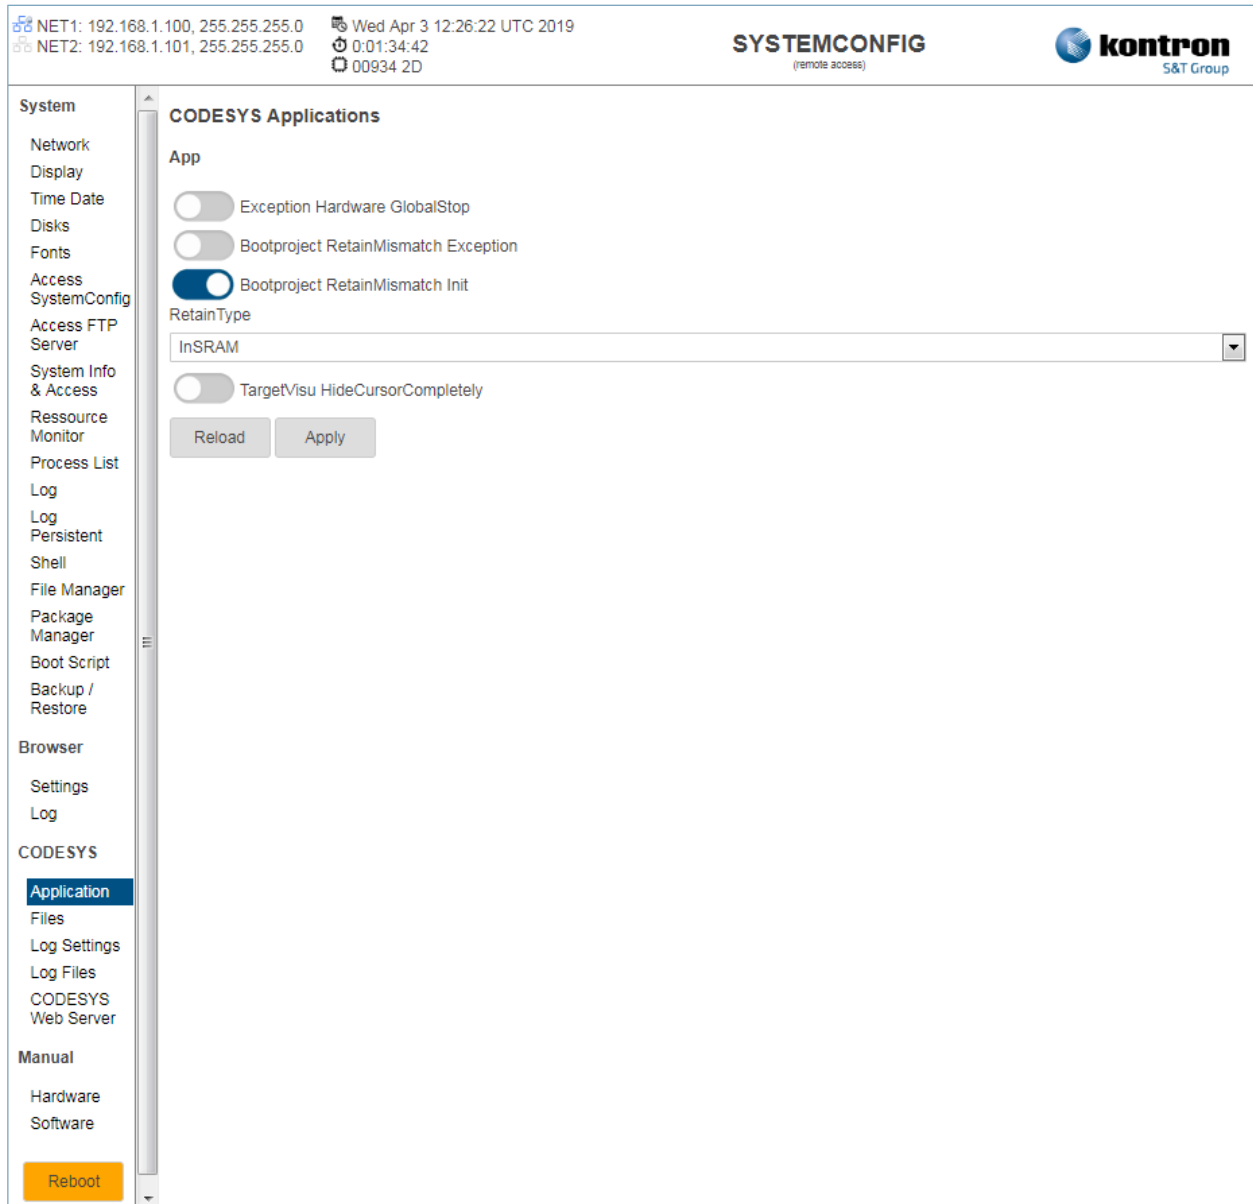 NET1: 192.168.1.100, 255.255.255.0
NET2: 192.168.1.101, 255.255.255.0
Wed Apr 3 12:26:22 UTC 2019
0:01:34:42
00934 2D
SYSTEMCONFIG
(remote access)
kontron
S&T Group
System
Network
Display
Time Date
Disks
Fonts
Access
SystemConfig
Access FTP
Server
System Info
& Access
Ressource
Monitor
Process List
Log
Log
Persistent
Shell
File Manager
Package
Manager
Boot Script
Backup /
Restore
Browser
Settings
Log
CODESYS
Application
Files
Log Settings
Log Files
CODESYS
Web Server
Manual
Hardware
Software
Reboot
CODESYS Applications
App
Exception Hardware GlobalStop
Bootproject RetainMismatch Exception
Bootproject RetainMismatch Init
RetainType
InSRAM
TargetVisu HideCursorCompletely
Reload Apply